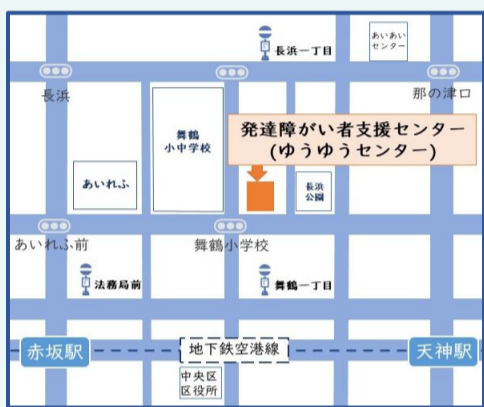 長浜一丁目
あいあい
センター
長浜
那の津口
舞鶴
小中学校
発達障がい者支援センター
(ゆうゆうセンター)
あいれふ
長浜
公園
あいれふ前
舞鶴小学校
法務局前
舞鶴一丁目
赤坂駅
地下鉄空港線
天神駅
中央区
区役所